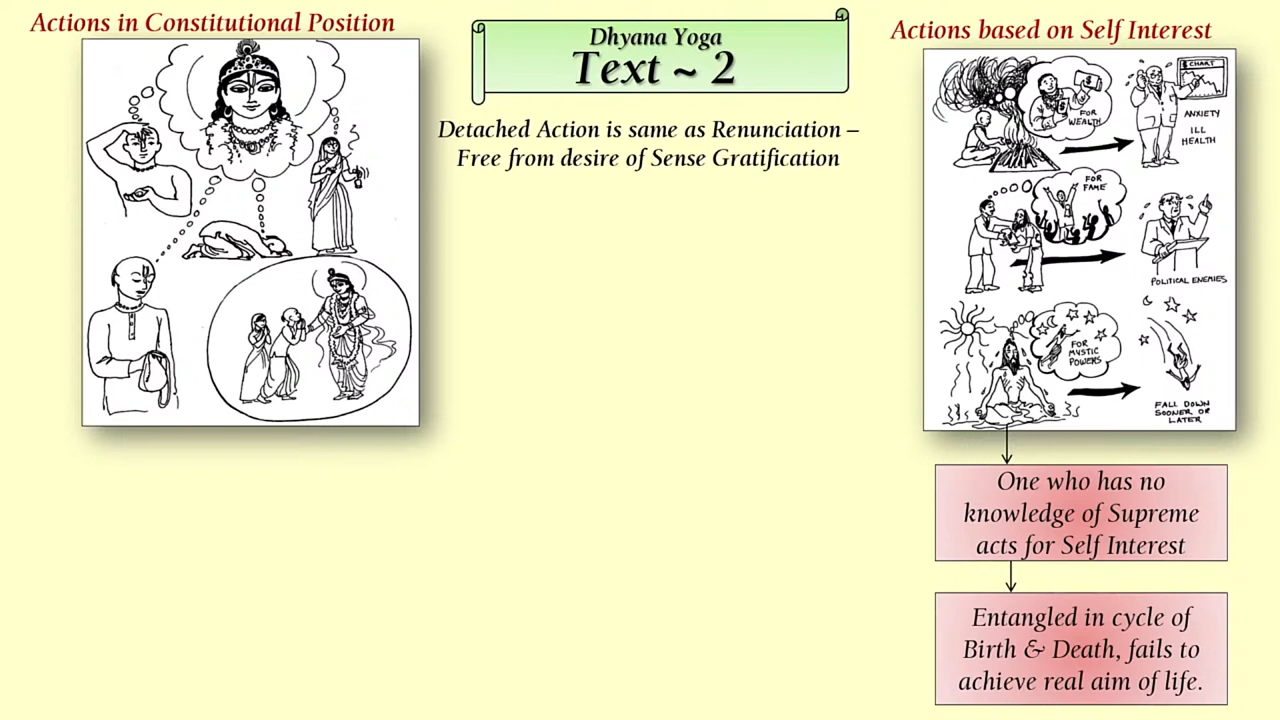 Actions in Constitutional Position
Dhyana Yoga
Text ~ 2
Detached Action is same as Renunciation –
Free from desire of Sense Gratification
Actions based on Self Interest
$ CHART
FOR
WEALTH
ANXIETY
ILL
HEALTH
FOR
FAME
POLITICAL ENEMIES
FOR
MYSTIC
POWERS
FALL DOWN
SOONER OR
LATER
One who has no
knowledge of Supreme
acts for Self Interest
Entangled in cycle of
Birth & Death, fails to
achieve real aim of life.